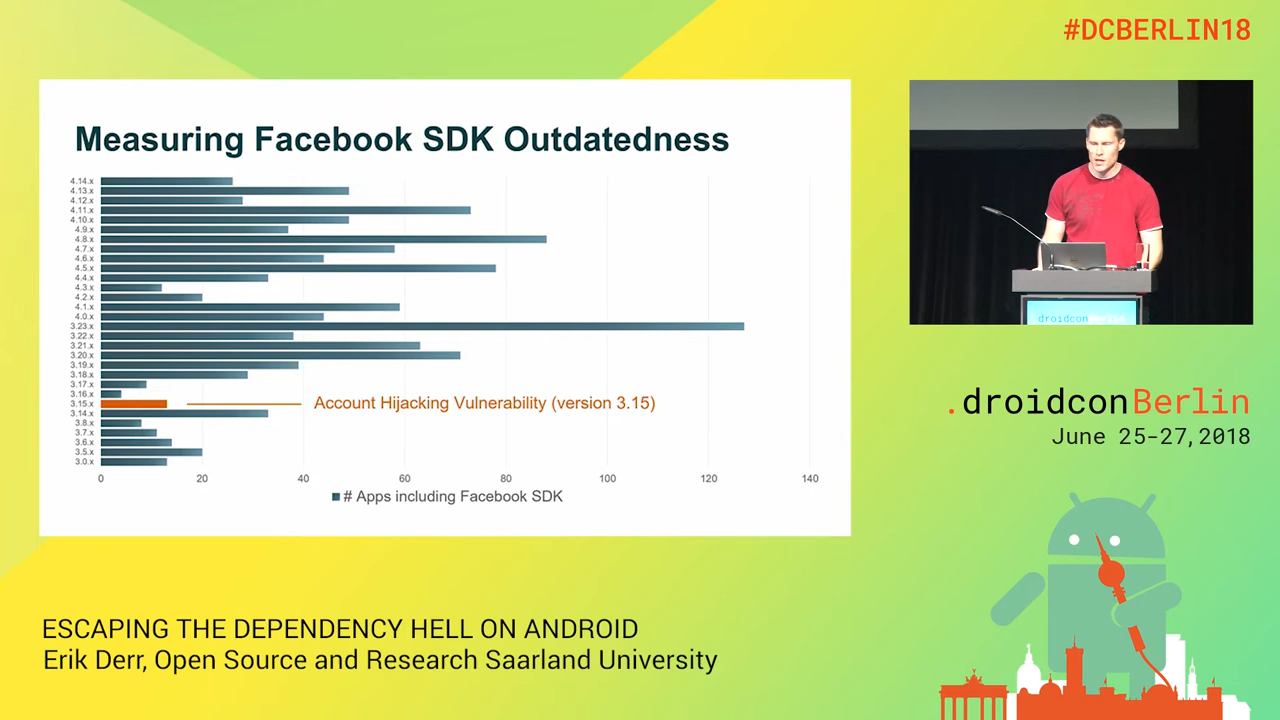 #DCBERLIN18
Measuring Facebook SDK Outdatedness
4.14.x
4.13.x
4.12.x
4.11.x
4.10.x
4.9.x
4.8.x
4.7.x
4.6.x
4.5.x
4.4.x
4.3.x
4.2.x
4.1.x
4.0.x
3.23.x
3.22.x
3.21.x
3.20.x
3.19.x
3.18.x
3.17.x
3.16.x
3.15.x
Account Hijacking Vulnerability (version 3.15)
3.14.x
3.8.x
3.7.x
3.6.x
3.5.x
3.0.x
0 20 40 60 80 100 120 140
# Apps including Facebook SDK
droidcon Berlin
.droidconBerlin
June 25-27, 2018
ESCAPING THE DEPENDENCY HELL ON ANDROID
Erik Derr, Open Source and Research Saarland University